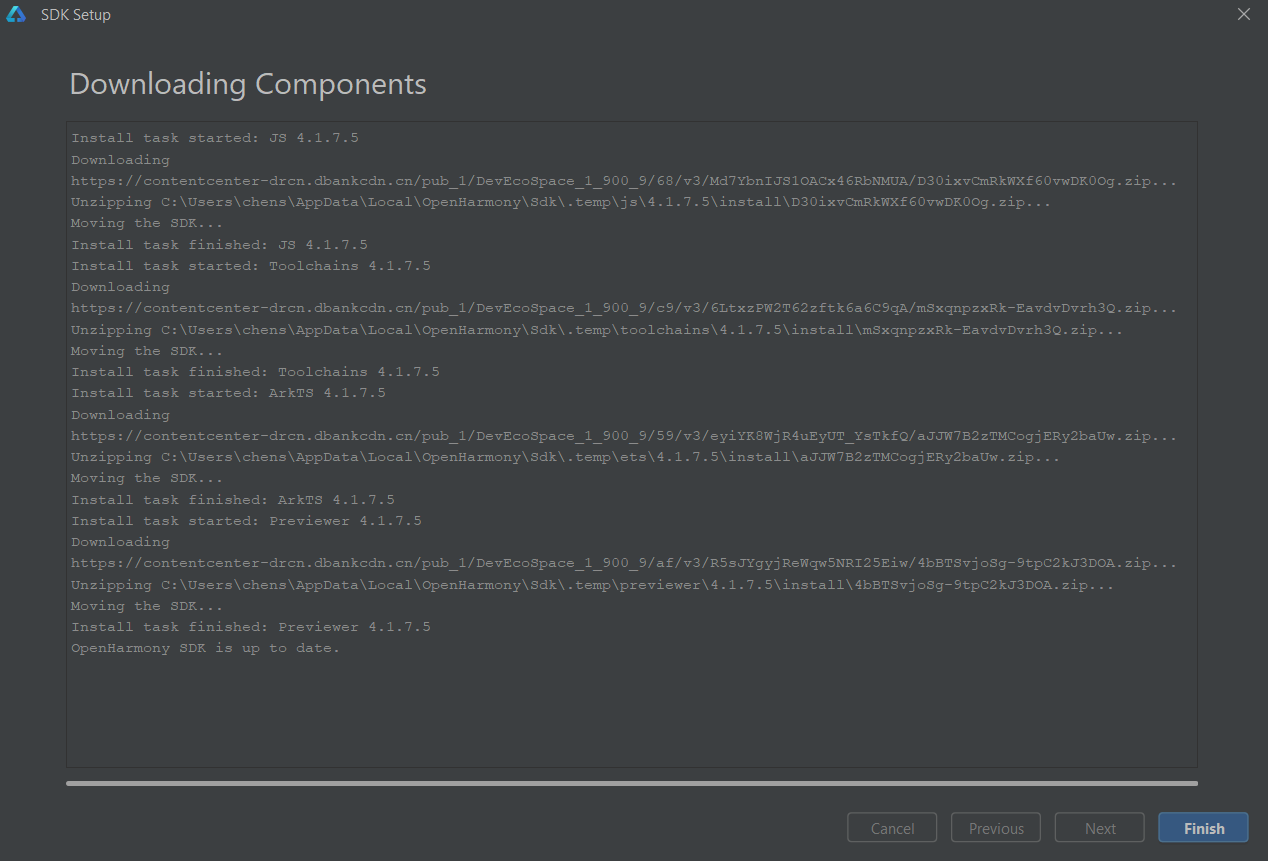 SDK Setup
Downloading Components
Install task started: JS 4.1.7.5
Downloading
https://contentcenter-drcn.dbankcdn.cn/pub_1/DevEcoSpace_1_900_9/68/v3/Md7YbnIJS1OACx46RbNMUA/D30ixvCmRkWXf60vwDK0Og.zip...
Unzipping C:\Users\chens\AppData\Local\OpenHarmony\Sdk\.temp\js\4.1.7.5\install\D30ixvCmRkWXf60vwDK0Og.zip...
Moving the SDK...
Install task finished: JS 4.1.7.5
Install task started: Toolchains 4.1.7.5
Downloading
https://contentcenter-drcn.dbankcdn.cn/pub_1/DevEcoSpace_1_900_9/c9/v3/6LtxzPW2T62zftk6a6C9qA/mSxqnpzxRk-EavdvDvrh3Q.zip...
Unzipping C:\Users\chens\AppData\Local\OpenHarmony\Sdk\.temp\toolchains\4.1.7.5\install\mSxqnpzxRk-EavdvDvrh3Q.zip...
Moving the SDK...
Install task finished: Toolchains 4.1.7.5
Install task started: ArkTS 4.1.7.5
Downloading
https://contentcenter-drcn.dbankcdn.cn/pub_1/DevEcoSpace_1_900_9/59/v3/eyiYK8WjR4uEyUT_YsTkfQ/aJJW7B2zTMCogjERy2baUw.zip...
Unzipping C:\Users\chens\AppData\Local\OpenHarmony\Sdk\.temp\ets\4.1.7.5\install\aJJW7B2zTMCogjERy2baUw.zip...
Moving the SDK...
Install task finished: ArkTS 4.1.7.5
Install task started: Previewer 4.1.7.5
Downloading
https://contentcenter-drcn.dbankcdn.cn/pub_1/DevEcoSpace_1_900_9/af/v3/R5sJYgyjReWqw5NRI25Eiw/4bBTSvjoSg-9tpC2kJ3DOA.zip...
Unzipping C:\Users\chens\AppData\Local\OpenHarmony\Sdk\.temp\previewer\4.1.7.5\install\4bBTSvjoSg-9tpC2kJ3DOA.zip...
Moving the SDK...
Install task finished: Previewer 4.1.7.5
OpenHarmony SDK is up to date.
Cancel Previous Next Finish